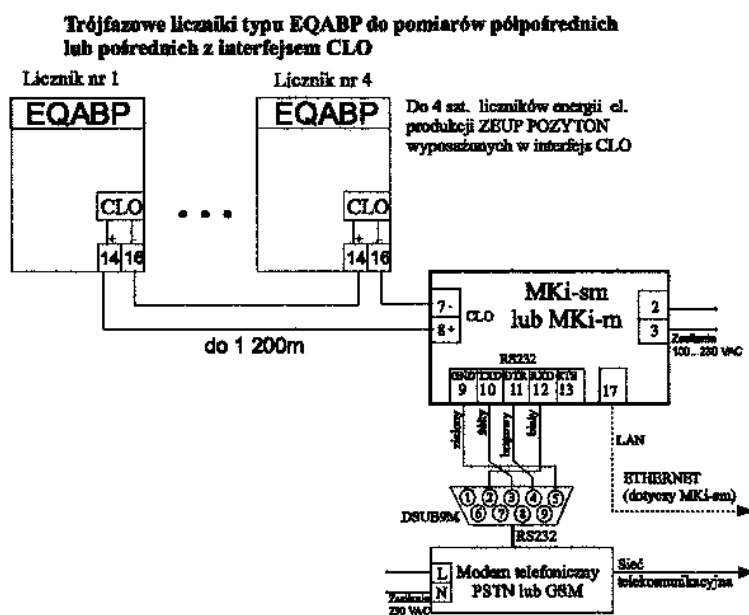 Trójfazowe liczniki typu EQABP do pomiarów półpośrednich
lub pośrednich z interfejsem CLO
Licznik nr 1
Licznik nr 4
EQABP
EQABP
Do 4 szt. liczników energii el.
produkcji ZEUP POZYTON
wyposażonych w interfejs CLO
CLO
CLO
+ -
+ -
14 16
14 16
MKi-sm
lub MKi-m
7 -
8 +
CLO
2
3
Zasilanie
100...230 VAC
do 1 200m
RS232
GND TXD DTR RXD RTS
9 10 11 12 13
17
zielony
żółty
brązowy
biały
LAN
ETHERNET
(dotyczy MKi-sm)
1 2 3 4 5
6 7 8 9
DSUB9M
RS232
L
N
Modem telefoniczny
PSTN lub GSM
Sieć
telekomunikacyjna
Zasilanie
230 VAC